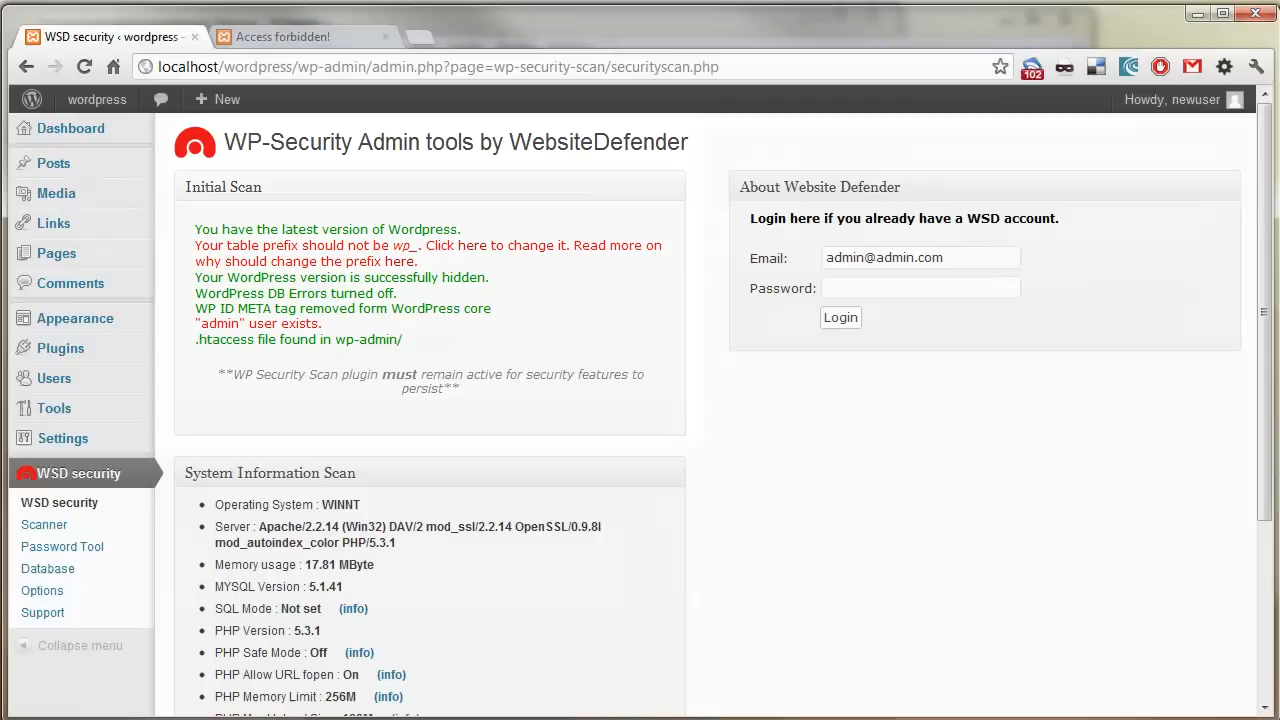 WSD security ‹ wordpress –
Access forbidden!
localhost/wordpress/wp-admin/admin.php?page=wp-security-scan/securityscan.php
102
wordpress
New
Howdy, newuser
Dashboard
Posts
Media
Links
Pages
Comments
Appearance
Plugins
Users
Tools
Settings
WSD security
WSD security
Scanner
Password Tool
Database
Options
Support
Collapse menu
WP-Security Admin tools by WebsiteDefender
Initial Scan
You have the latest version of Wordpress.
Your table prefix should not be wp_. Click here to change it. Read more on
why should change the prefix here.
Your WordPress version is successfully hidden.
WordPress DB Errors turned off.
WP ID META tag removed form WordPress core
"admin" user exists.
.htaccess file found in wp-admin/
**WP Security Scan plugin must remain active for security features to
persist**
System Information Scan
Operating System : WINNT
Server : Apache/2.2.14 (Win32) DAV/2 mod_ssl/2.2.14 OpenSSL/0.9.8l
mod_autoindex_color PHP/5.3.1
Memory usage : 17.81 MByte
MYSQL Version : 5.1.41
SQL Mode : Not set (info)
PHP Version : 5.3.1
PHP Safe Mode : Off (info)
PHP Allow URL fopen : On (info)
PHP Memory Limit : 256M (info)
About Website Defender
Login here if you already have a WSD account.
Email: admin@admin.com
Password:
Login